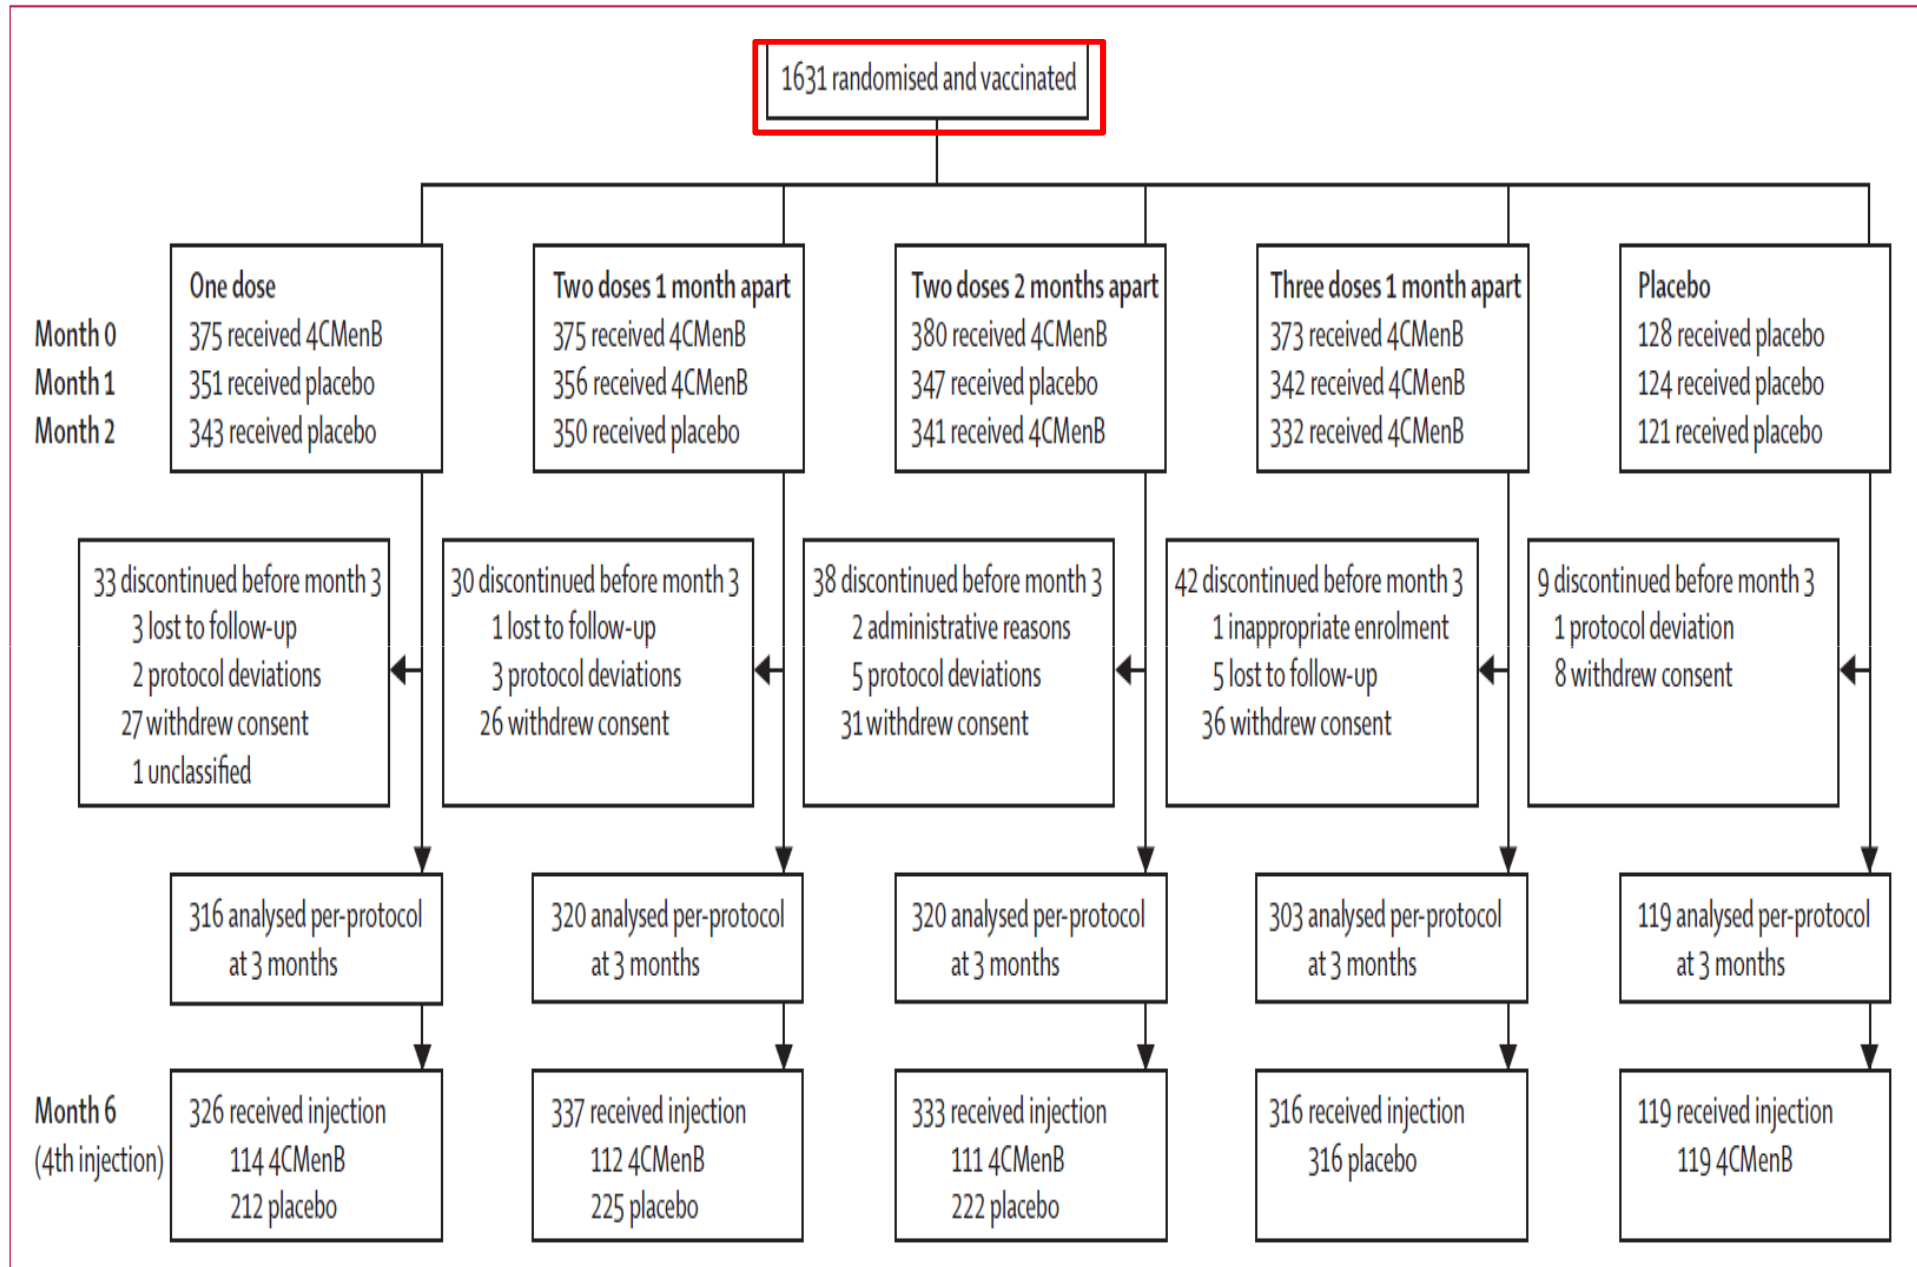 1631 randomised and vaccinated
Month 0
Month 1
Month 2
One dose
375 received 4CMenB
351 received placebo
343 received placebo
Two doses 1 month apart
375 received 4CMenB
356 received 4CMenB
350 received placebo
Two doses 2 months apart
380 received 4CMenB
347 received placebo
341 received 4CMenB
Three doses 1 month apart
373 received 4CMenB
342 received 4CMenB
332 received 4CMenB
Placebo
128 received placebo
124 received placebo
121 received placebo
33 discontinued before month 3
3 lost to follow-up
2 protocol deviations
27 withdrew consent
1 unclassified
30 discontinued before month 3
1 lost to follow-up
3 protocol deviations
26 withdrew consent
38 discontinued before month 3
2 administrative reasons
5 protocol deviations
31 withdrew consent
42 discontinued before month 3
1 inappropriate enrolment
5 lost to follow-up
36 withdrew consent
9 discontinued before month 3
1 protocol deviation
8 withdrew consent
316 analysed per-protocol
at 3 months
320 analysed per-protocol
at 3 months
320 analysed per-protocol
at 3 months
303 analysed per-protocol
at 3 months
119 analysed per-protocol
at 3 months
Month 6
(4th injection)
326 received injection
114 4CMenB
212 placebo
337 received injection
112 4CMenB
225 placebo
333 received injection
111 4CMenB
222 placebo
316 received injection
316 placebo
119 received injection
119 4CMenB